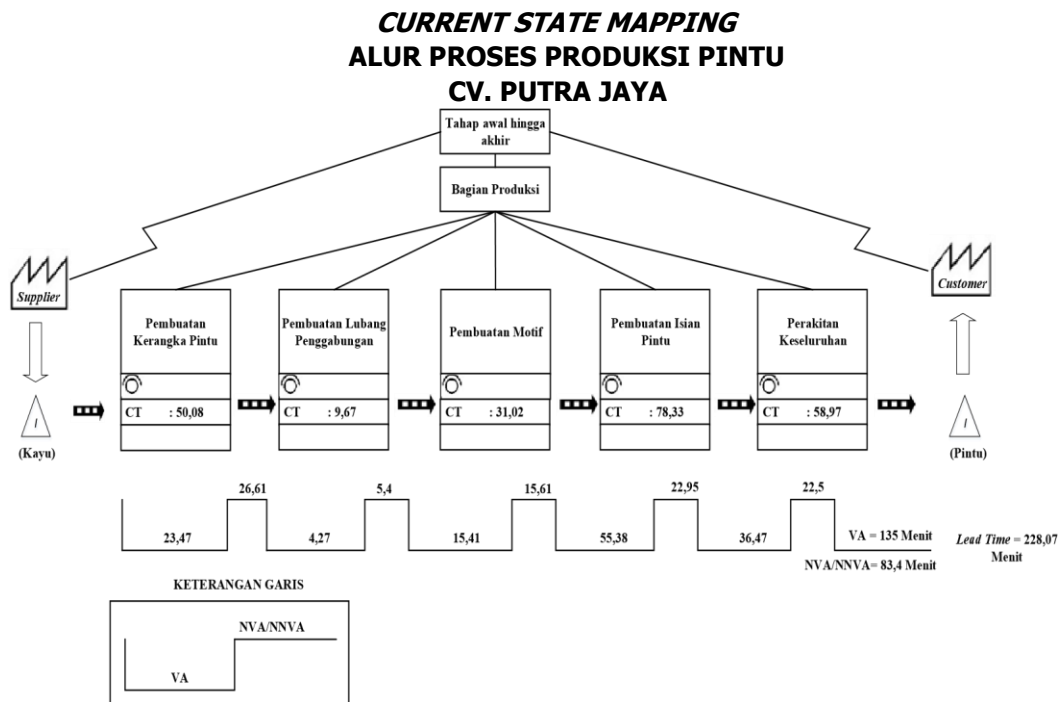 CURRENT STATE MAPPING
ALUR PROSES PRODUKSI PINTU
CV. PUTRA JAYA
Tahap awal hingga
akhir
Bagian Produksi
Supplier
Customer
Pembuatan
Kerangka Pintu
Pembuatan Lubang
Penggabungan
Pembuatan Motif
Pembuatan Isian
Pintu
Perakitan
Keseluruhan
CT : 50,08
CT : 9,67
CT : 31,02
CT : 78,33
CT : 58,97
I
(Kayu)
I
(Pintu)
26,61
5,4
15,61
22,95
22,5
23,47
4,27
15,41
55,38
36,47
VA = 135 Menit
NVA/NNVA= 83,4 Menit
Lead Time = 228,07
Menit
KETERANGAN GARIS
NVA/NNVA
VA